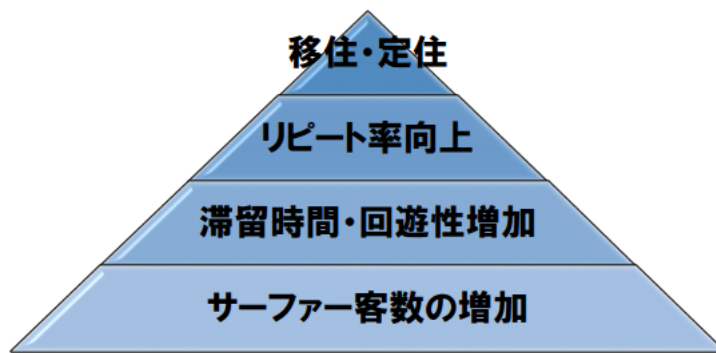 移住・定住
リピート率向上
滞留時間・回遊性増加
サーファー客数の増加